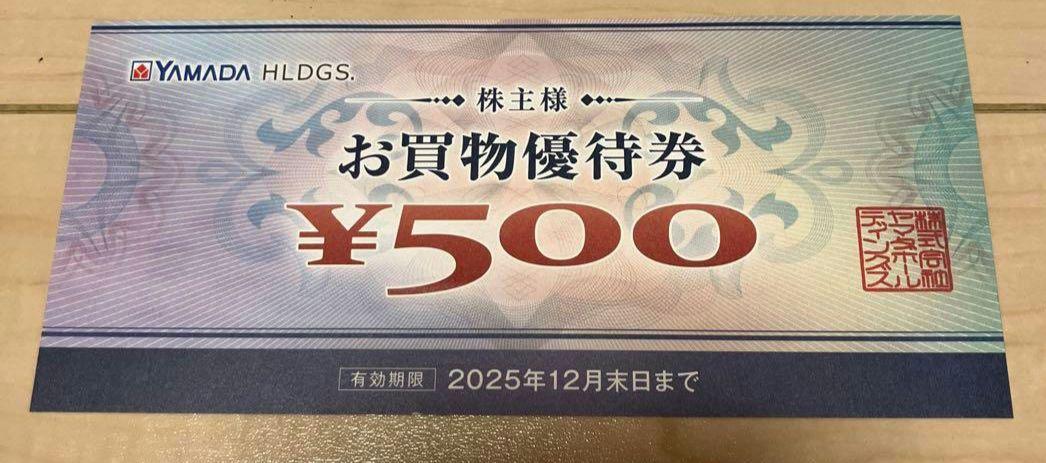 YAMADA HLDGS.
株主様
お買物優待券
¥500
株式会社
ヤマダホール
ディングス
有効期限 2025年12月末日まで